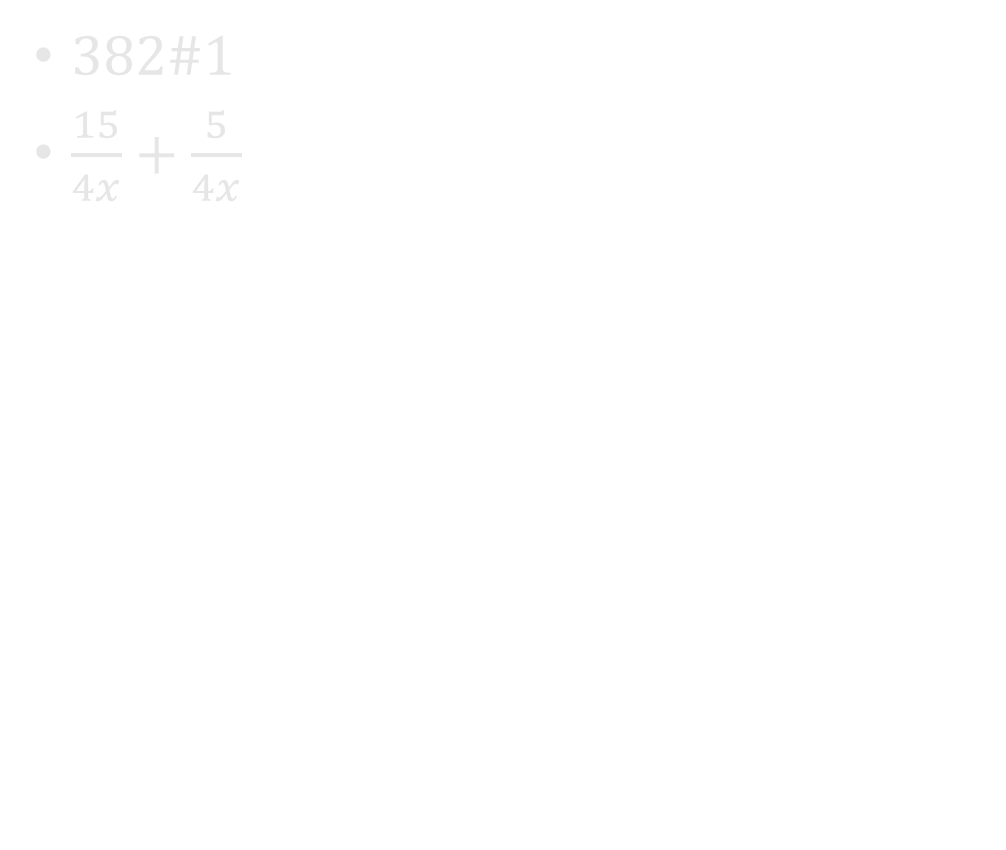 • 382#1
• 15/4x + 5/4x